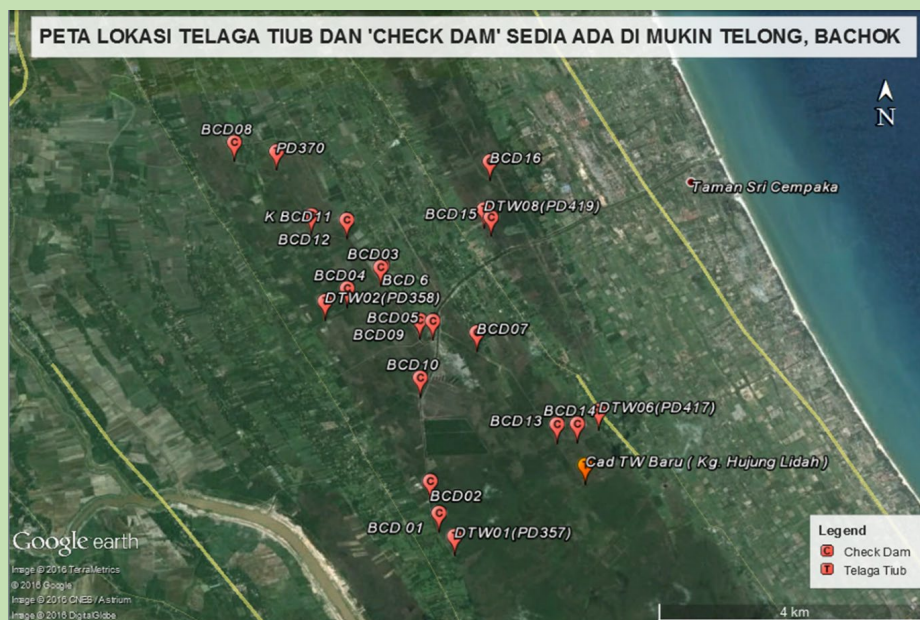 PETA LOKASI TELAGA TIUB DAN 'CHECK DAM' SEDIA ADA DI MUKIN TELONG, BACHOK
N
BCD08
PD370
BCD16
Taman Sri Cempaka
K BCD11
BCD15
DTW08(PD419)
BCD12
BCD03
BCD04
BCD 6
DTW02(PD358)
BCD05
BCD09
BCD07
BCD10
BCD13
BCD14
DTW06(PD417)
Cad TW Baru ( Kg. Hujung Lidah )
BCD02
BCD 01
DTW01(PD357)
Legend
C Check Dam
T Telaga Tiub
Google earth
Image © 2016 TerraMetrics
© 2016 Google
Image © 2016 CNES / Astrium
Image © 2016 DigitalGlobe
4 km